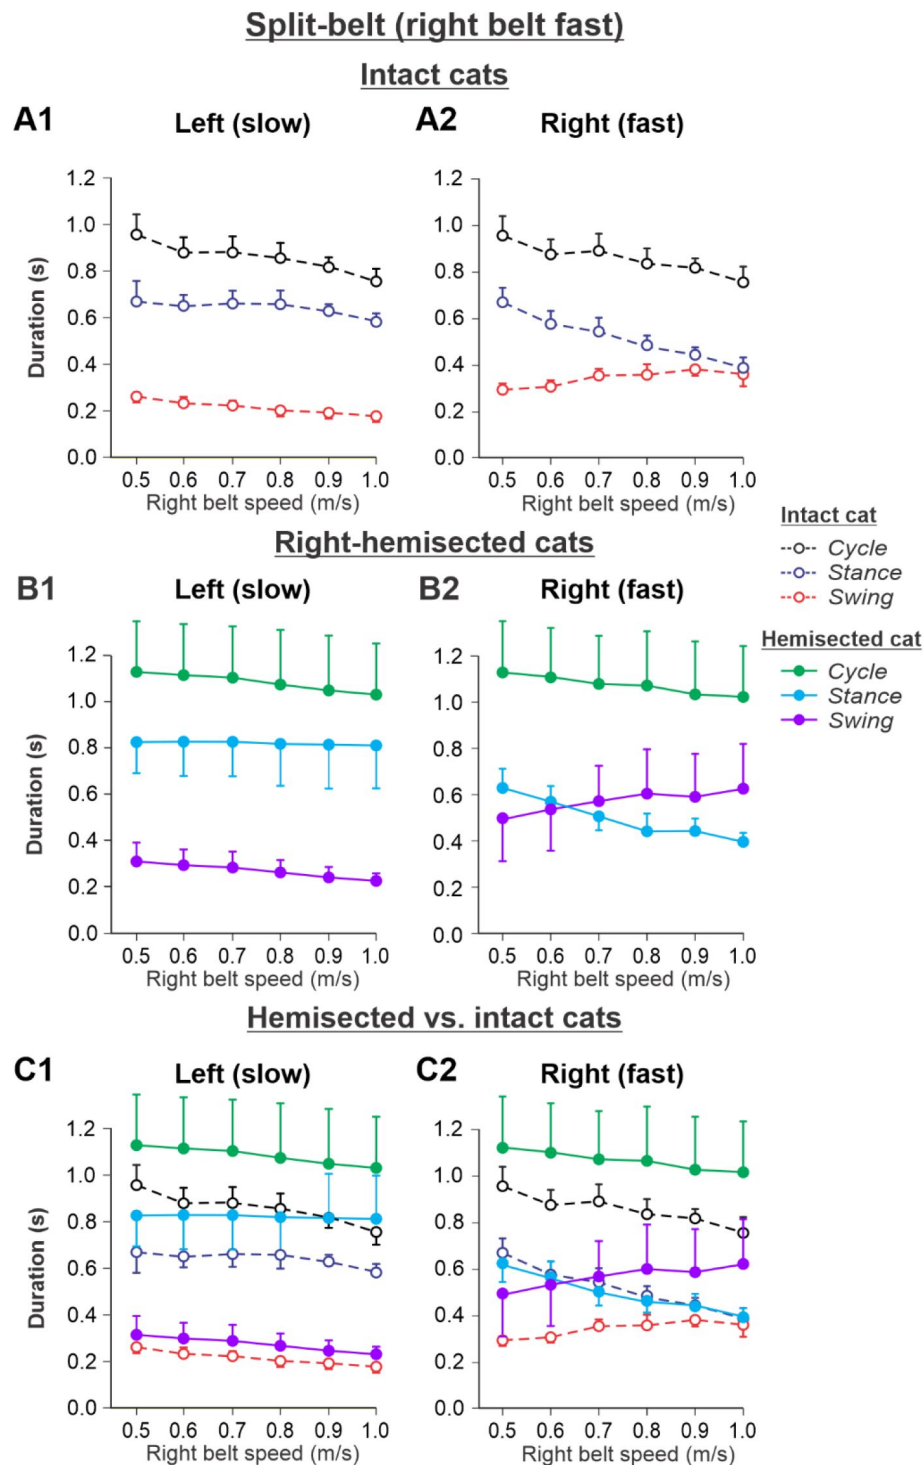 Split-belt (right belt fast)
Intact cats
A1 Left (slow) A2 Right (fast)
1.2 1.2
1.0 1.0
0.8 0.8
0.6 0.6
0.4 0.4
0.2 0.2
0.0 0.0
Duration (s)
0.5 0.6 0.7 0.8 0.9 1.0 0.5 0.6 0.7 0.8 0.9 1.0
Right belt speed (m/s) Right belt speed (m/s)
Intact cat
Cycle
Stance
Swing
Hemisected cat
Cycle
Stance
Swing
Right-hemisected cats
B1 Left (slow) B2 Right (fast)
1.2 1.2
1.0 1.0
0.8 0.8
0.6 0.6
0.4 0.4
0.2 0.2
0.0 0.0
Duration (s)
0.5 0.6 0.7 0.8 0.9 1.0 0.5 0.6 0.7 0.8 0.9 1.0
Right belt speed (m/s) Right belt speed (m/s)
Hemisected vs. intact cats
C1 Left (slow) C2 Right (fast)
1.2 1.2
1.0 1.0
0.8 0.8
0.6 0.6
0.4 0.4
0.2 0.2
0.0 0.0
Duration (s)
0.5 0.6 0.7 0.8 0.9 1.0 0.5 0.6 0.7 0.8 0.9 1.0
Right belt speed (m/s) Right belt speed (m/s)